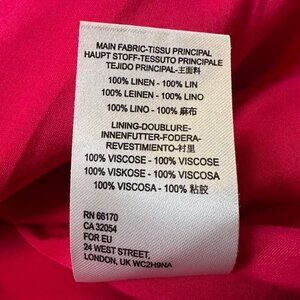 MAIN FABRIC-TISSU PRINCIPAL
HAUPT STOFF-TESSUTO PRINCIPALE
TEJIDO PRINCIPAL-主面料
100% LINEN - 100% LIN
100% LEINEN - 100% LINO
100% LINO - 100% 麻布
LINING-DOUBLURE-
INNENFUTTER-FODERA-
REVESTIMIENTO-衬里
100% VISCOSE - 100% VISCOSE
100% VISKOSE - 100% VISCOSA
100% VISCOSA - 100% 粘胶
RN 66170
CA 32054
FOR EU
24 WEST STREET,
LONDON, UK WC2H9NA